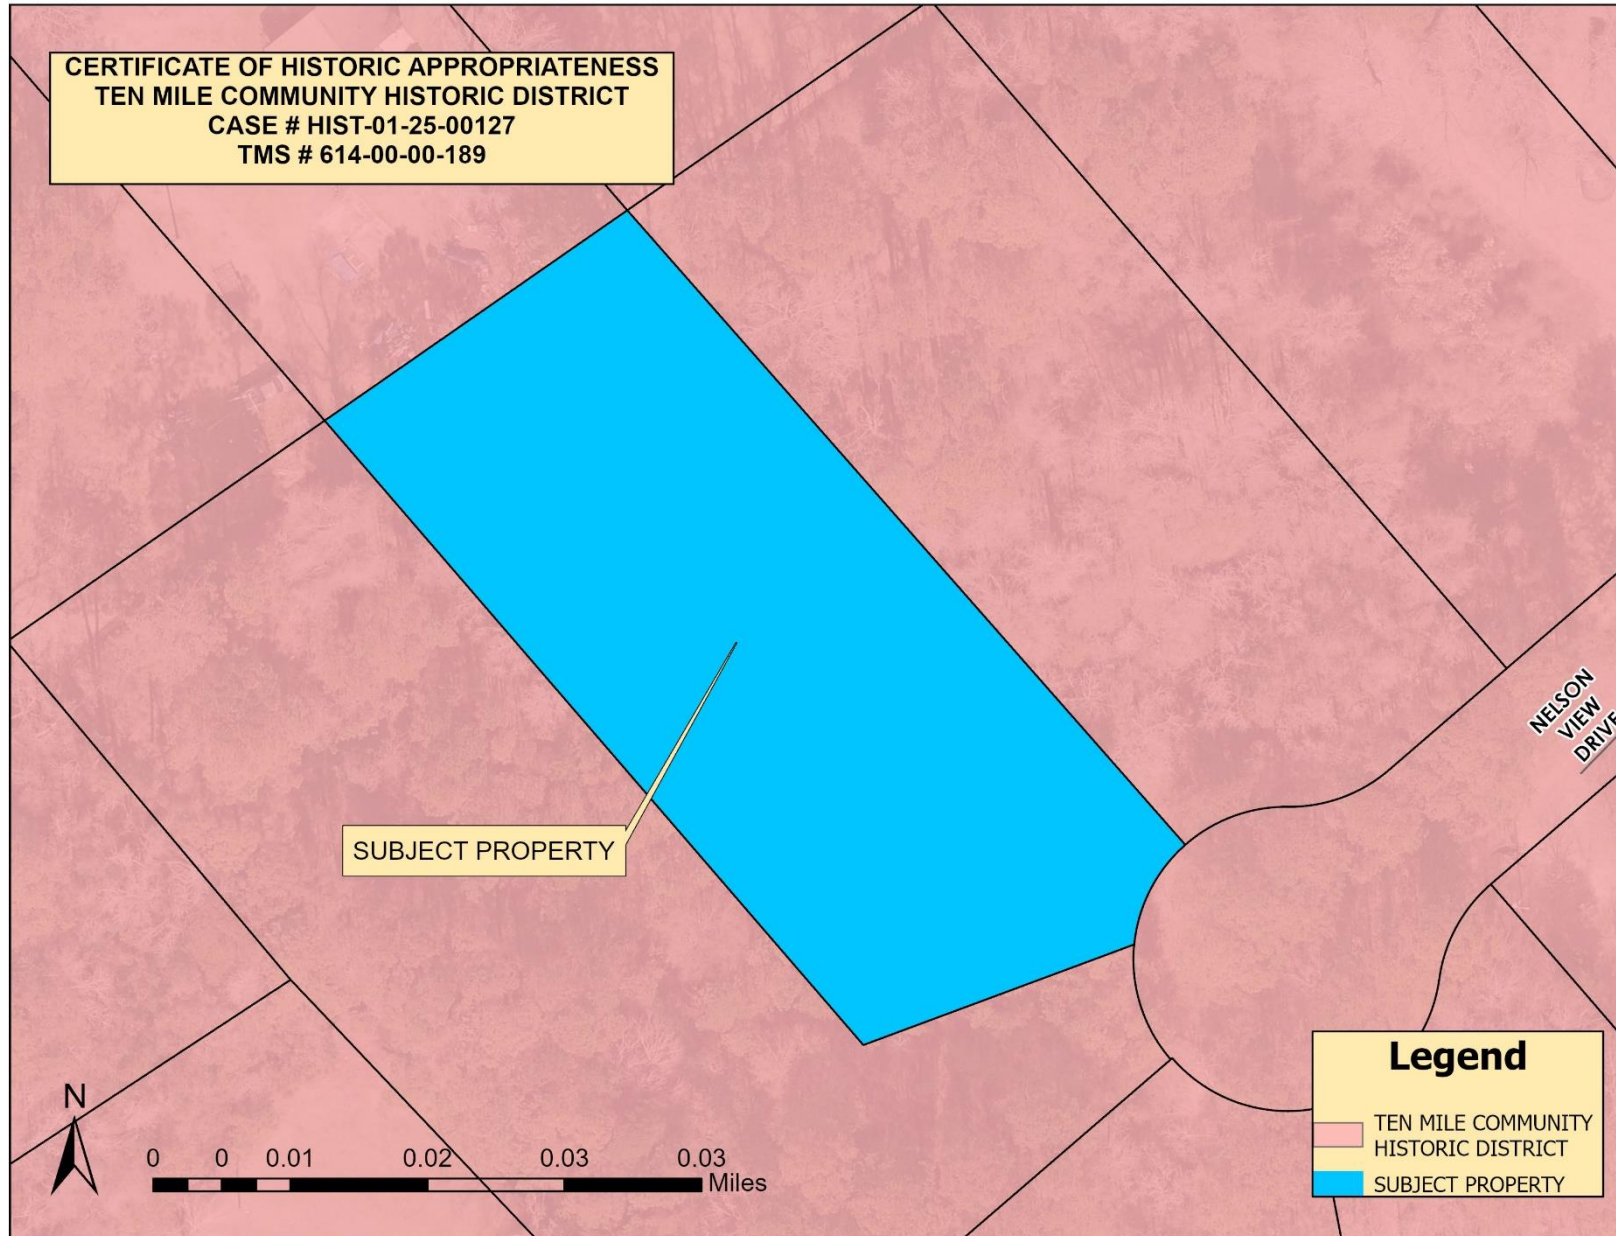 CERTIFICATE OF HISTORIC APPROPRIATENESS
TEN MILE COMMUNITY HISTORIC DISTRICT
CASE # HIST-01-25-00127
TMS # 614-00-00-189
NELSON
VIEW
DRIVE
SUBJECT PROPERTY
N
0 0 0.01 0.02 0.03 0.03
Miles
Legend
TEN MILE COMMUNITY
HISTORIC DISTRICT
SUBJECT PROPERTY